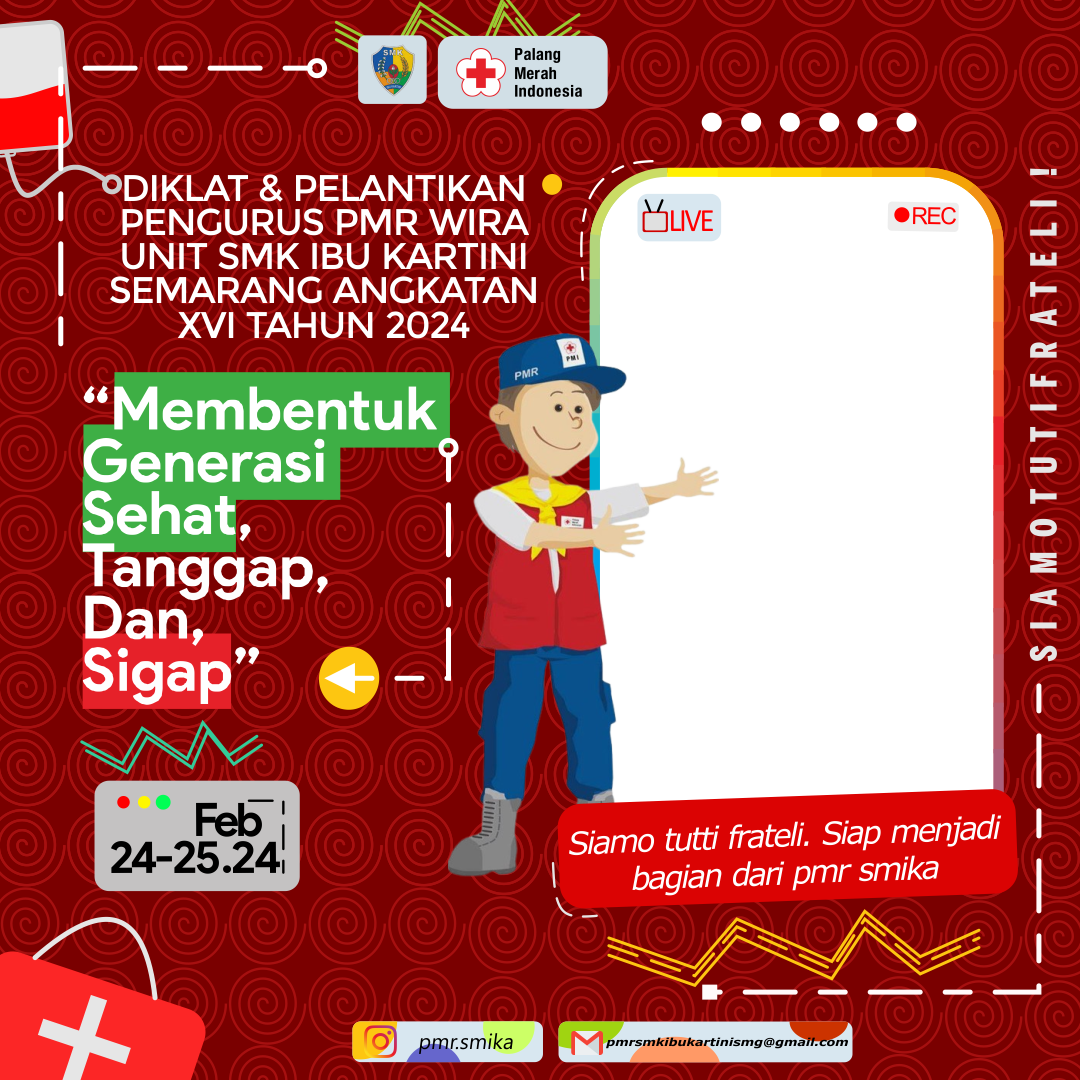 SMK
Palang
Merah
Indonesia
DIKLAT & PELANTIKAN
PENGURUS PMR WIRA
UNIT SMK IBU KARTINI
SEMARANG ANGKATAN
XVI TAHUN 2024
“Membentuk
Generasi
Sehat,
Tanggap,
Dan,
Sigap”
Feb
24-25.24
LIVE
REC
PMI
PMR
SIAMOTUTIFRATELI!
Siamo tutti frateli. Siap menjadi
bagian dari pmr smika
pmr.smika
pmrsmkibukartinismg@gmail.com